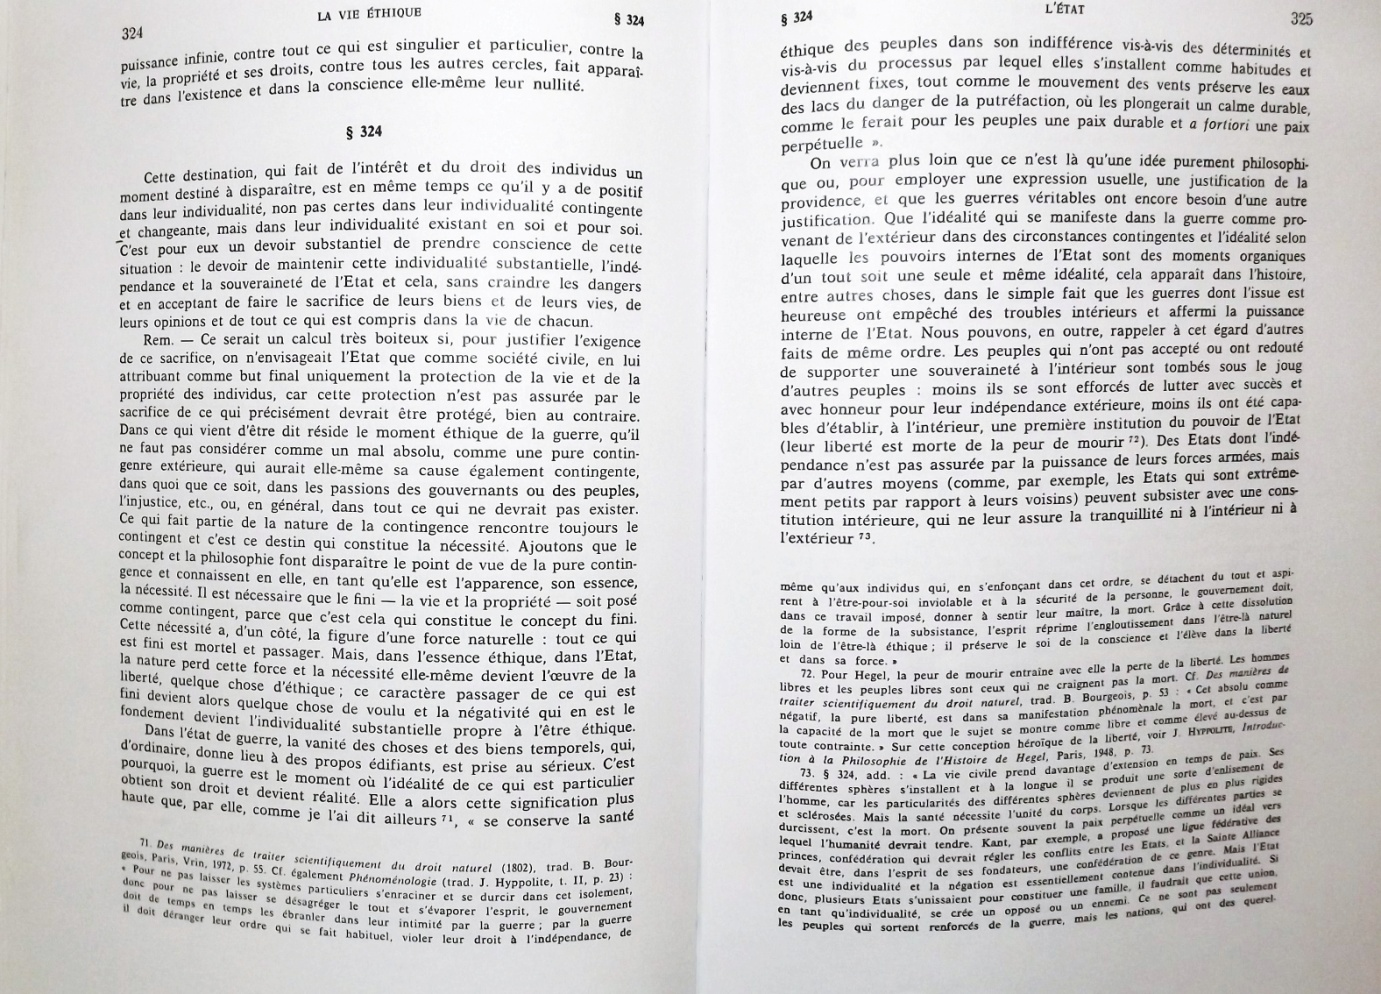 324
LA VIE ÉTHIQUE
§ 324
puissance infinie, contre tout ce qui est singulier et particulier, contre la
vie, la propriété et ses droits, contre tous les autres cercles, fait apparaî-
tre dans l'existence et dans la conscience elle-même leur nullité.
§ 324
Cette destination, qui fait de l'intérêt et du droit des individus un
moment destiné à disparaître, est en même temps ce qu'il y a de positif
dans leur individualité, non pas certes dans leur individualité contingente
et changeante, mais dans leur individualité existant en soi et pour soi.
C'est pour eux un devoir substantiel de prendre conscience de cette
situation : le devoir de maintenir cette individualité substantielle, l'indé-
pendance et la souveraineté de l'Etat et cela, sans craindre les dangers
et en acceptant de faire le sacrifice de leurs biens et de leurs vies, de
leurs opinions et de tout ce qui est compris dans la vie de chacun.
Rem. — Ce serait un calcul très boiteux si, pour justifier l'exigence
de ce sacrifice, on n'envisageait l'Etat que comme société civile, en lui
attribuant comme but final uniquement la protection de la vie et de la
propriété des individus, car cette protection n'est pas assurée par le
sacrifice de ce qui précisément devrait être protégé, bien au contraire.
Dans ce qui vient d'être dit réside le moment éthique de la guerre, qu'il
ne faut pas considérer comme un mal absolu, comme une pure contin-
genre extérieure, qui aurait elle-même sa cause également contingente,
dans quoi que ce soit, dans les passions des gouvernants ou des peuples,
l'injustice, etc., ou, en général, dans tout ce qui ne devrait pas exister.
Ce qui fait partie de la nature de la contingence rencontre toujours le
contingent et c'est ce destin qui constitue la nécessité. Ajoutons que le
concept et la philosophie font disparaître le point de vue de la pure contin-
gence et connaissent en elle, en tant qu'elle est l'apparence, son essence,
la nécessité. Il est nécessaire que le fini — la vie et la propriété — soit posé
comme contingent, parce que c'est cela qui constitue le concept du fini.
Cette nécessité a, d'un côté, la figure d'une force naturelle : tout ce qui
est fini est mortel et passager. Mais, dans l'essence éthique, dans l'Etat,
la nature perd cette force et la nécessité elle-même devient l'œuvre de la
liberté, quelque chose d'éthique ; ce caractère passager de ce qui est
fini devient alors quelque chose de voulu et la négativité qui en est le
fondement devient l'individualité substantielle propre à l'être éthique.
Dans l'état de guerre, la vanité des choses et des biens temporels, qui,
d'ordinaire, donne lieu à des propos édifiants, est prise au sérieux. C'est
pourquoi, la guerre est le moment où l'idéalité de ce qui est particulier
obtient son droit et devient réalité. Elle a alors cette signification plus
haute que, par elle, comme je l'ai dit ailleurs 71, « se conserve la santé
71. Des manières de traiter scientifiquement du droit naturel (1802), trad. B. Bour-
geois, Paris, Vrin, 1972, p. 55. Cf. également Phénoménologie (trad. J. Hyppolite, t. II, p. 23) :
« Pour ne pas laisser les systèmes particuliers s'enraciner et se durcir dans cet isolement,
donc pour ne pas laisser se désagréger le tout et s'évaporer l'esprit, le gouvernement
doit de temps en temps les ébranler dans leur intimité par la guerre ; par la guerre
il doit déranger leur ordre qui se fait habituel, violer leur droit à l'indépendance, de
§ 324
L'ÉTAT
325
éthique des peuples dans son indifférence vis-à-vis des déterminités et
vis-à-vis du processus par lequel elles s'installent comme habitudes et
deviennent fixes, tout comme le mouvement des vents préserve les eaux
des lacs du danger de la putréfaction, où les plongerait un calme durable,
comme le ferait pour les peuples une paix durable et a fortiori une paix
perpétuelle ».
On verra plus loin que ce n'est là qu'une idée purement philosophi-
que ou, pour employer une expression usuelle, une justification de la
providence, et que les guerres véritables ont encore besoin d'une autre
justification. Que l'idéalité qui se manifeste dans la guerre comme pro-
venant de l'extérieur dans des circonstances contingentes et l'idéalité selon
laquelle les pouvoirs internes de l'Etat sont des moments organiques
d'un tout soit une seule et même idéalité, cela apparaît dans l'histoire,
entre autres choses, dans le simple fait que les guerres dont l'issue est
heureuse ont empêché des troubles intérieurs et affermi la puissance
interne de l'Etat. Nous pouvons, en outre, rappeler à cet égard d'autres
faits de même ordre. Les peuples qui n'ont pas accepté ou ont redouté
de supporter une souveraineté à l'intérieur sont tombés sous le joug
d'autres peuples : moins ils se sont efforcés de lutter avec succès et
avec honneur pour leur indépendance extérieure, moins ils ont été capa-
bles d'établir, à l'intérieur, une première institution du pouvoir de l'Etat
(leur liberté est morte de la peur de mourir 72). Des Etats dont l'indé-
pendance n'est pas assurée par la puissance de leurs forces armées, mais
par d'autres moyens (comme, par exemple, les Etats qui sont extrême-
ment petits par rapport à leurs voisins) peuvent subsister avec une cons-
titution intérieure, qui ne leur assure la tranquillité ni à l'intérieur ni à
l'extérieur 73.
même qu'aux individus qui, en s'enfonçant dans cet ordre, se détachent du tout et aspi-
rent à l'être-pour-soi inviolable et à la sécurité de la personne, le gouvernement doit,
dans ce travail imposé, donner à sentir leur maître, la mort. Grâce à cette dissolution
de la forme de la subsistance, l'esprit réprime l'engloutissement dans l'être-là naturel
loin de l'être-là éthique ; il préserve le soi de la conscience et l'élève dans la liberté
et dans sa force. »
72. Pour Hegel, la peur de mourir entraîne avec elle la perte de la liberté. Les hommes
libres et les peuples libres sont ceux qui ne craignent pas la mort. Cf. Des manières de
traiter scientifiquement du droit naturel, trad. B. Bourgeois, p. 53 : « Cet absolu comme
négatif, la pure liberté, est dans sa manifestation phénoménale la mort, et c'est par
la capacité de la mort que le sujet se montre comme libre et comme élevé au-dessus de
toute contrainte. » Sur cette conception héroïque de la liberté, voir J. HYPPOLITE, Introduc-
tion à la Philosophie de l'Histoire de Hegel, Paris, 1948, p. 73.
73. § 324, add. : « La vie civile prend davantage d'extension en temps de paix. Ses
différentes sphères s'installent et à la longue il se produit une sorte d'enlisement de
l'homme, car les particularités des différentes sphères deviennent de plus en plus rigides
et sclérosées. Mais la santé nécessite l'unité du corps. Lorsque les différentes parties se
durcissent, c'est la mort. On présente souvent la paix perpétuelle comme un idéal vers
lequel l'humanité devrait tendre. Kant, par exemple, a proposé une ligue fédérative des
princes, confédération qui devrait régler les conflits entre les Etats, et la Sainte Alliance
devait être, dans l'esprit de ses fondateurs, une confédération de ce genre. Mais l'Etat
est une individualité et la négation est essentiellement contenue dans l'individualité. Si
donc, plusieurs Etats s'unissaient pour constituer une famille, il faudrait que cette union,
en tant qu'individualité, se crée un opposé ou un ennemi. Ce ne sont pas seulement
les peuples qui sortent renforcés de la guerre, mais les nations, qui ont des querel-